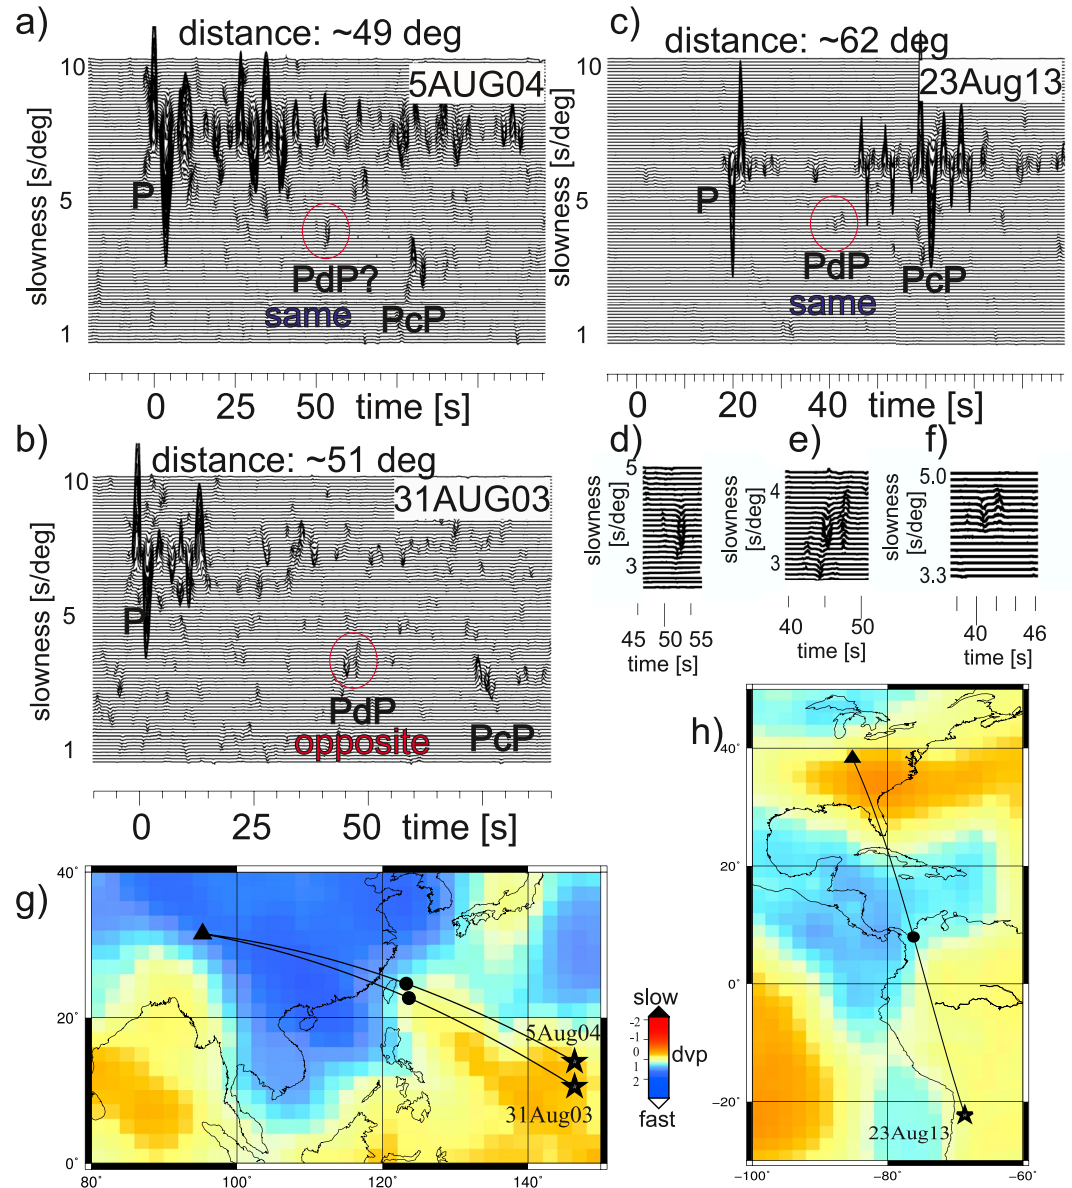 a)
distance: ~49 deg
5AUG04
10
5
1
slowness [s/deg]
P
PdP?
same
PcP
0 25 50 time [s]
c)
distance: ~62 deg
23Aug13
10
5
1
slowness [s/deg]
P
PdP
same
PcP
0 20 40 time [s]
b)
distance: ~51 deg
31AUG03
10
5
1
slowness [s/deg]
P
PdP
opposite
PcP
0 25 50 time [s]
d)
5
3
slowness [s/deg]
45 50 55
time [s]
e)
4
3
slowness [s/deg]
40 50
time [s]
f)
5.0
3.3
slowness [s/deg]
40 46
time [s]
g)
40°
20°
0°
80° 100° 120° 140°
5Aug04
31Aug03
slow
-2
-1
0
1
2
dvp
fast
h)
40°
20°
0°
−20°
−100° −80° −60°
23Aug13